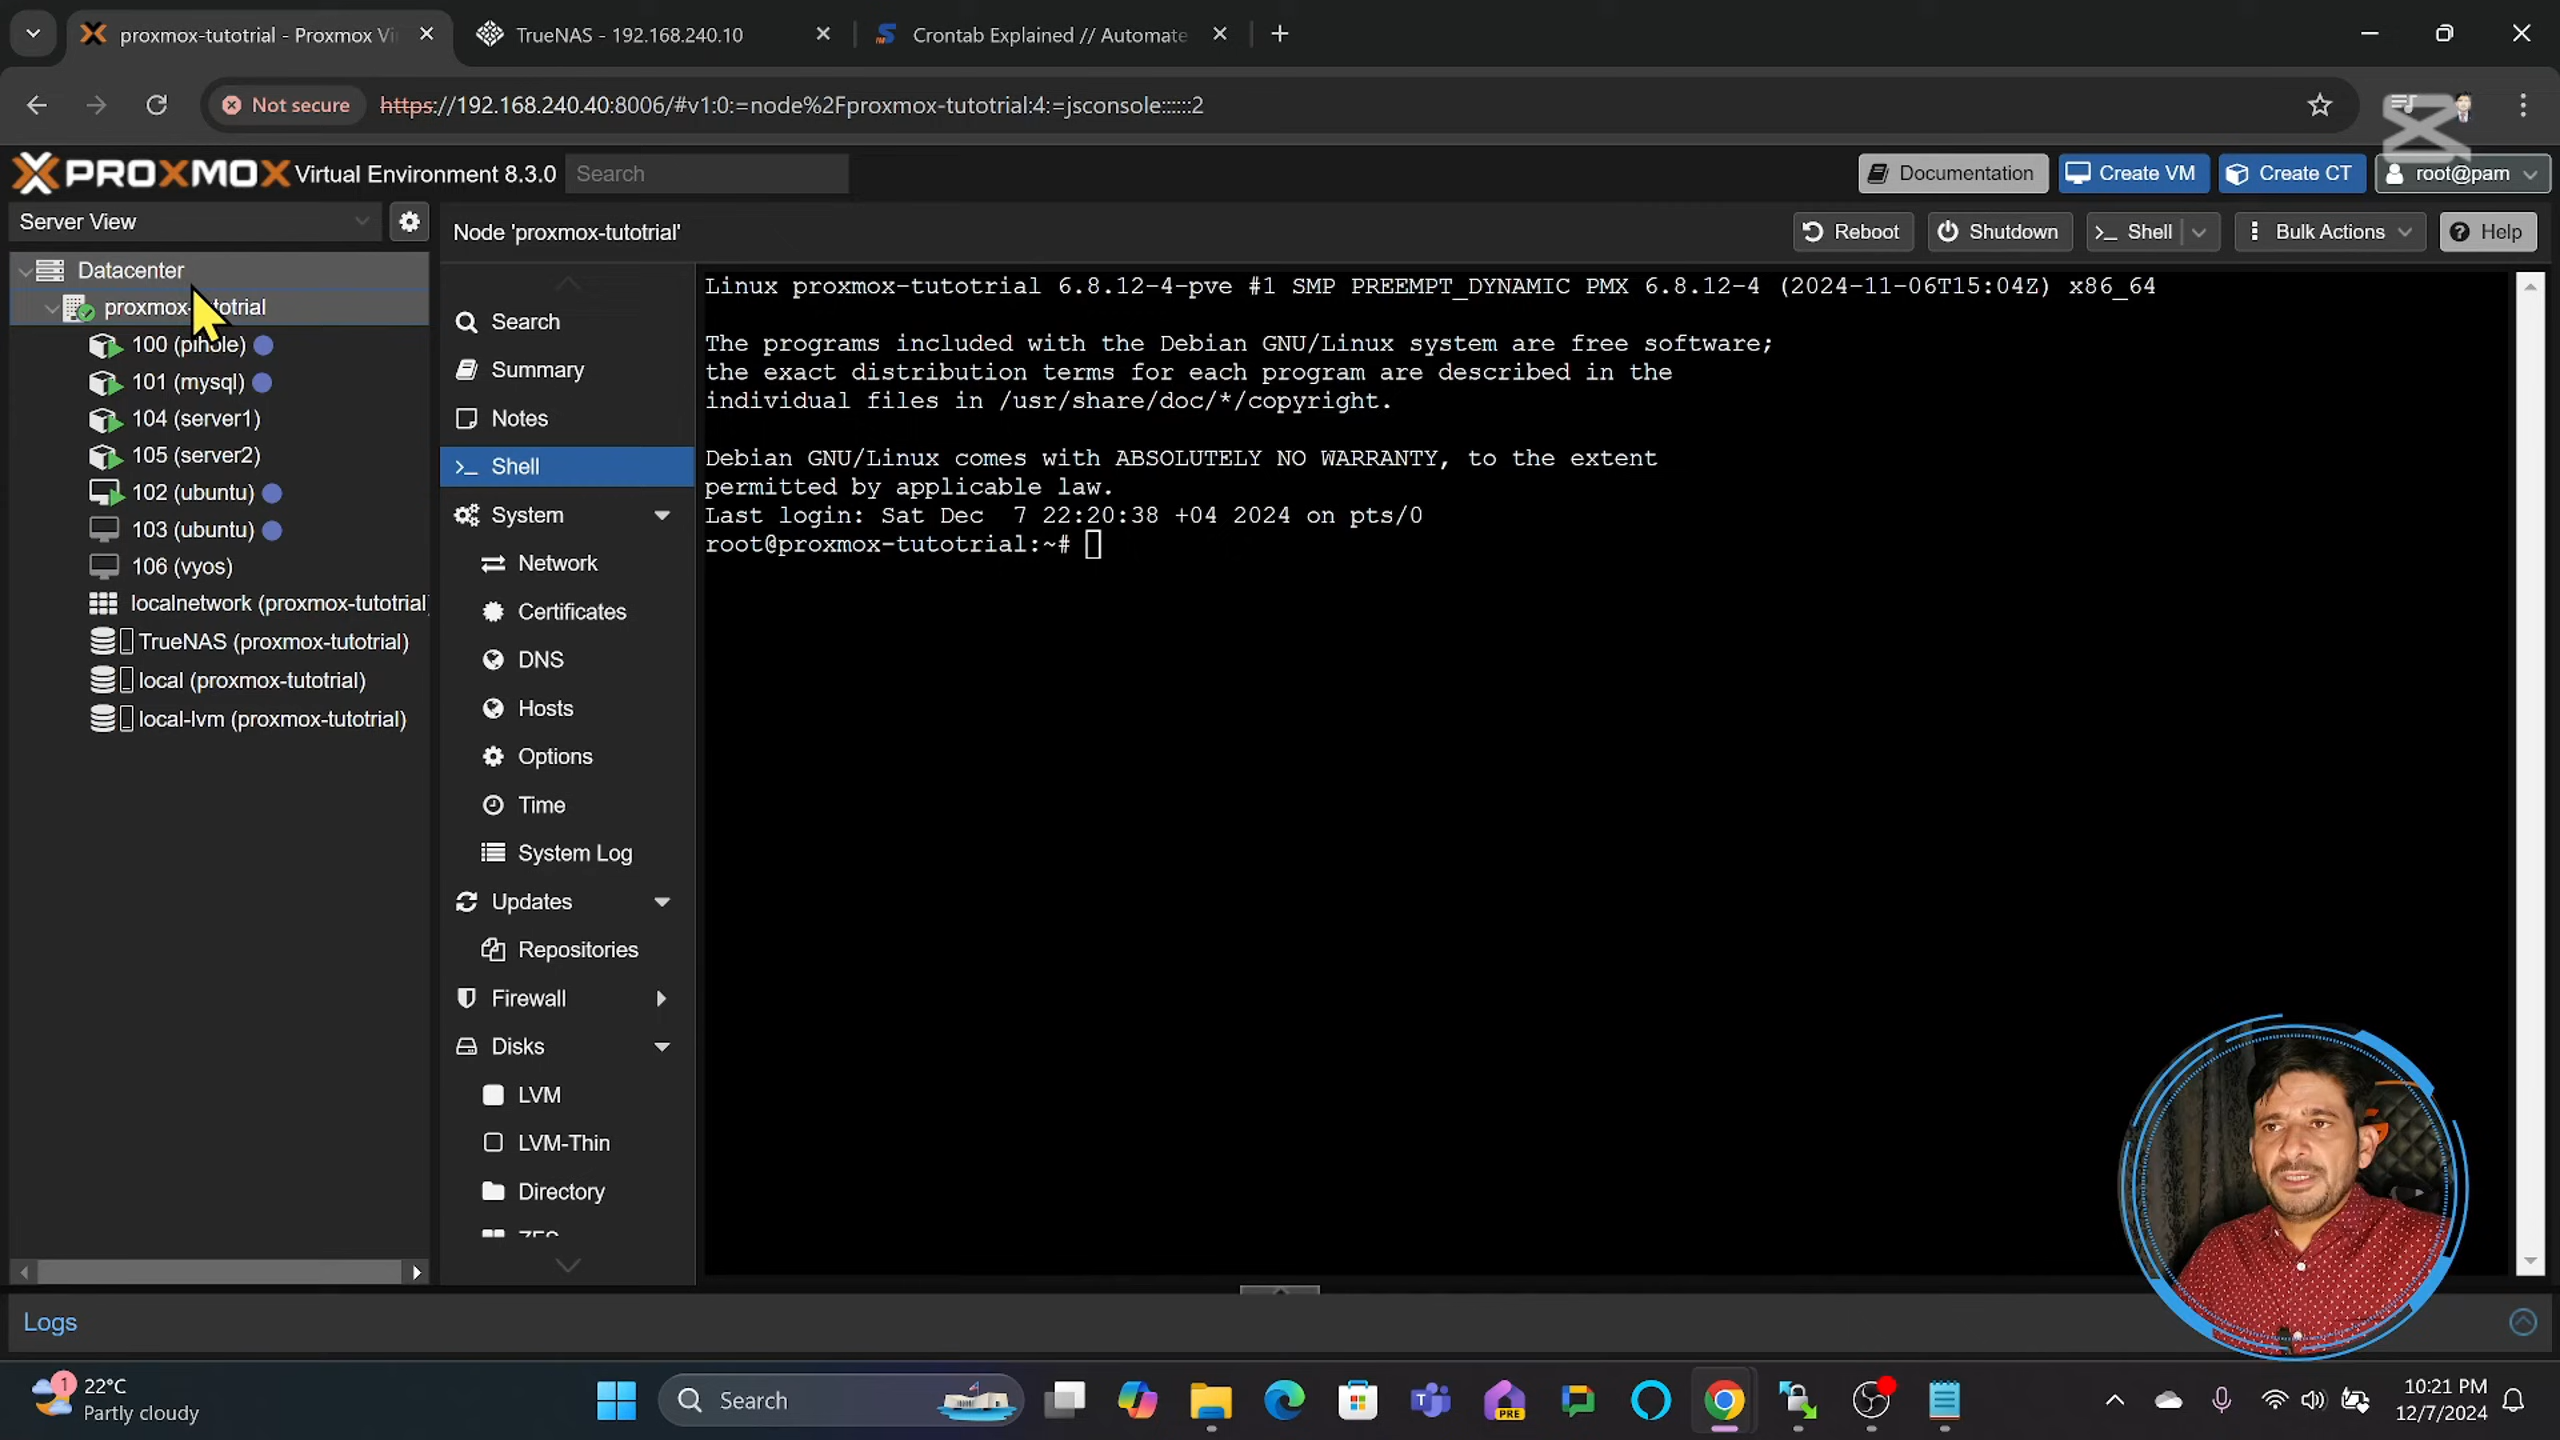 proxmox-tutotrial - Proxmox Vi
TrueNAS - 192.168.240.10
Crontab Explained // Automate
Not secure
https://192.168.240.40:8006/#v1:0:=node%2Fproxmox-tutotrial:4:=jsconsole::::::2
PROXMOX Virtual Environment 8.3.0
Search
Documentation
Create VM
Create CT
root@pam
Server View
Node 'proxmox-tutotrial'
Reboot
Shutdown
>_ Shell
Bulk Actions
Help
Datacenter
proxmox-tutotrial
100 (pihole)
101 (mysql)
104 (server1)
105 (server2)
102 (ubuntu)
103 (ubuntu)
106 (vyos)
localnetwork (proxmox-tutotrial)
TrueNAS (proxmox-tutotrial)
local (proxmox-tutotrial)
local-lvm (proxmox-tutotrial)
Search
Summary
Notes
>_ Shell
System
Network
Certificates
DNS
Hosts
Options
Time
System Log
Updates
Repositories
Firewall
Disks
LVM
LVM-Thin
Directory
ZFS
Linux proxmox-tutotrial 6.8.12-4-pve #1 SMP PREEMPT_DYNAMIC PMX 6.8.12-4 (2024-11-06T15:04Z) x86_64
The programs included with the Debian GNU/Linux system are free software;
the exact distribution terms for each program are described in the
individual files in /usr/share/doc/*/copyright.
Debian GNU/Linux comes with ABSOLUTELY NO WARRANTY, to the extent
permitted by applicable law.
Last login: Sat Dec  7 22:20:38 +04 2024 on pts/0
root@proxmox-tutotrial:~#
Logs
1
22°C
Partly cloudy
Search
PRE
10:21 PM
12/7/2024